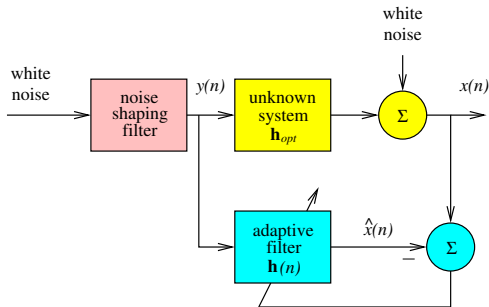 white
noise
white
noise
noise
shaping
filter
y(n)
unknown
system
h_opt
Σ
x(n)
adaptive
filter
h(n)
x̂(n)
−
Σ